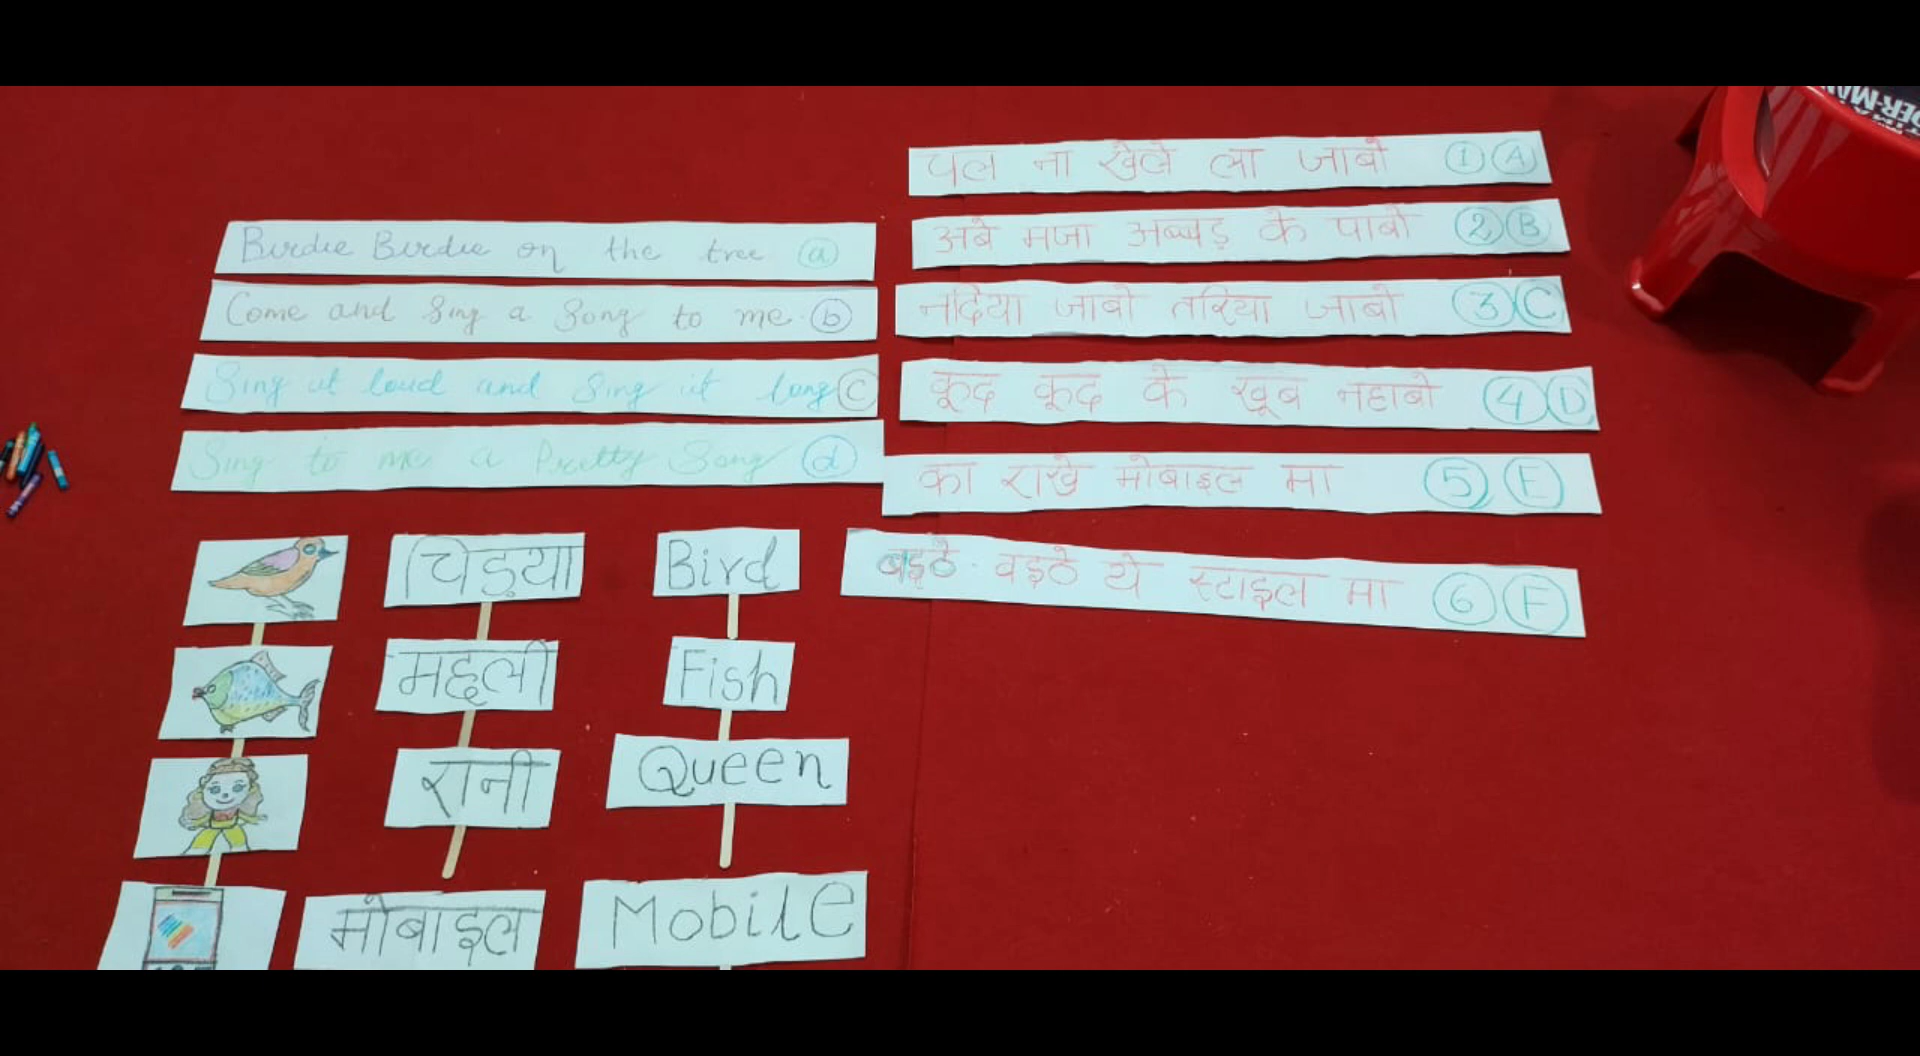 Birdie Birdie on the tree (a)
Come and Sing a Song to me. (b)
Sing it loud and Sing it long (c)
Sing to me a Pretty Song (d)
चल ना खेले ला जाबो (1) (A)
अबे मजा अब्बड़ के पाबो (2) (B)
नदिया जाबो तरिया जाबो (3) (C)
कूद कूद के खूब नहाबो (4) (D)
का राखे मोबाइल मा (5) (E)
बइठे - बइठे ये स्टाइल मा (6) (F)
चिड़या Bird
मछली Fish
रानी Queen
मोबाइल Mobile